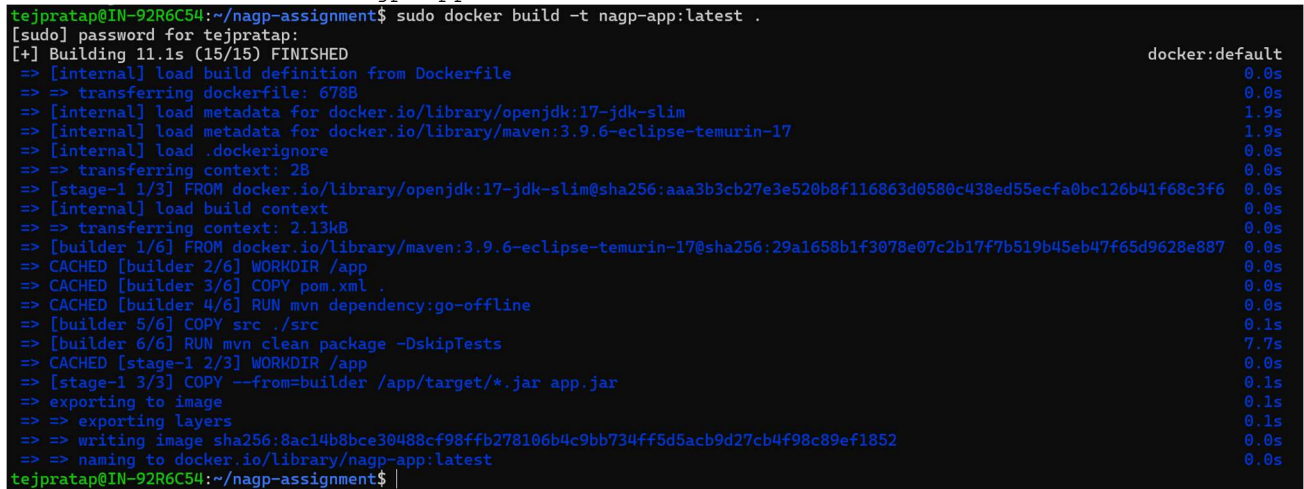 tejpratap@IN-92R6C54:~/nagp-assignment$ sudo docker build -t nagp-app:latest .
[sudo] password for tejpratap:
[+] Building 11.1s (15/15) FINISHED docker:default
=> [internal] load build definition from Dockerfile 0.0s
=> => transferring dockerfile: 678B 0.0s
=> [internal] load metadata for docker.io/library/openjdk:17-jdk-slim 1.9s
=> [internal] load metadata for docker.io/library/maven:3.9.6-eclipse-temurin-17 1.9s
=> [internal] load .dockerignore 0.0s
=> => transferring context: 2B 0.0s
=> [stage-1 1/3] FROM docker.io/library/openjdk:17-jdk-slim@sha256:aaa3b3cb27e3e520b8f116863d0580c438ed55ecfa0bc126b41f68c3f6 0.0s
=> [internal] load build context 0.0s
=> => transferring context: 2.13kB 0.0s
=> [builder 1/6] FROM docker.io/library/maven:3.9.6-eclipse-temurin-17@sha256:29a1658b1f3078e07c2b17f7b519b45eb47f65d9628e887 0.0s
=> CACHED [builder 2/6] WORKDIR /app 0.0s
=> CACHED [builder 3/6] COPY pom.xml . 0.0s
=> CACHED [builder 4/6] RUN mvn dependency:go-offline 0.0s
=> [builder 5/6] COPY src ./src 0.1s
=> [builder 6/6] RUN mvn clean package -DskipTests 7.7s
=> CACHED [stage-1 2/3] WORKDIR /app 0.0s
=> [stage-1 3/3] COPY --from=builder /app/target/*.jar app.jar 0.1s
=> exporting to image 0.1s
=> => exporting layers 0.1s
=> => writing image sha256:8ac14b8bce30488cf98ffb278106b4c9bb734ff5d5acb9d27cb4f98c89ef1852 0.0s
=> => naming to docker.io/library/nagp-app:latest 0.0s
tejpratap@IN-92R6C54:~/nagp-assignment$